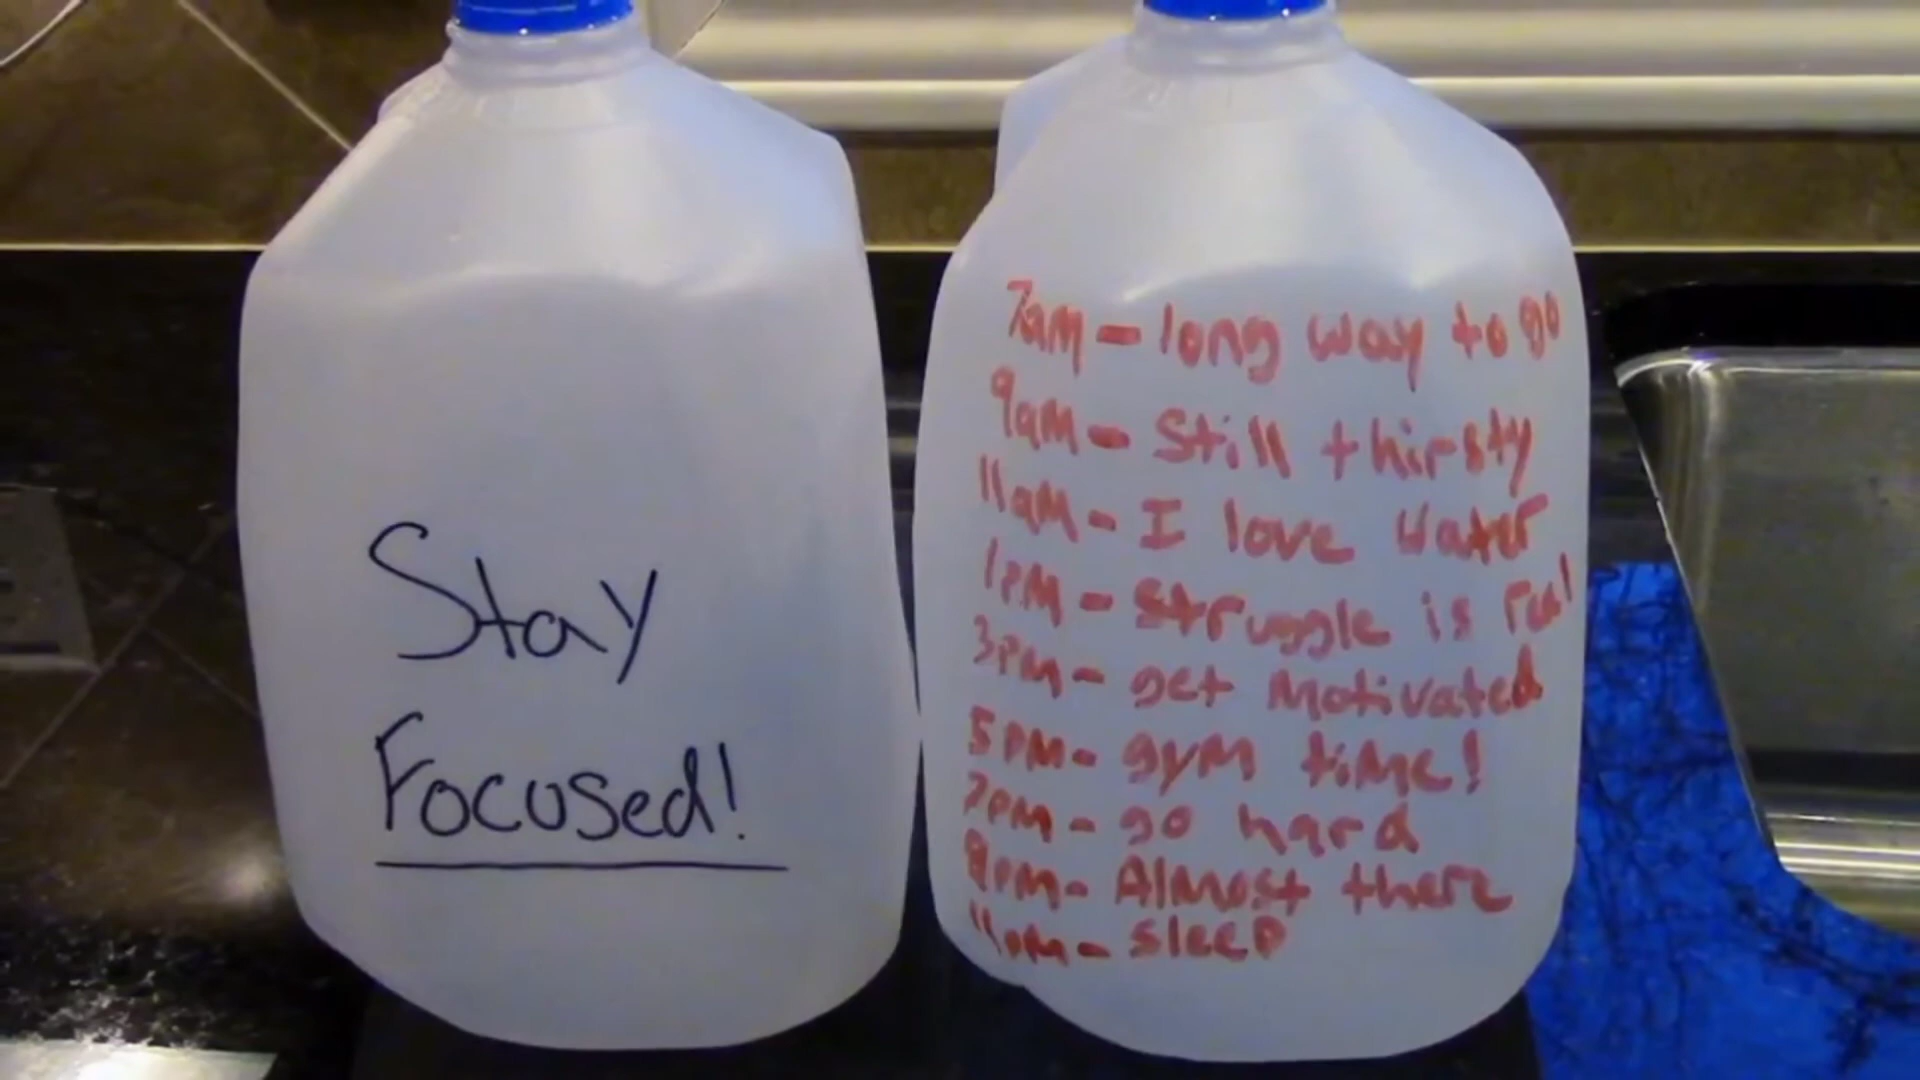 Stay
Focused!
7am - long way to go
9am - Still thirsty
11am - I love water
1PM - struggle is real
3PM - get Motivated
5PM - gym time!
7PM - go hard
9PM - Almost there
11PM - sleep